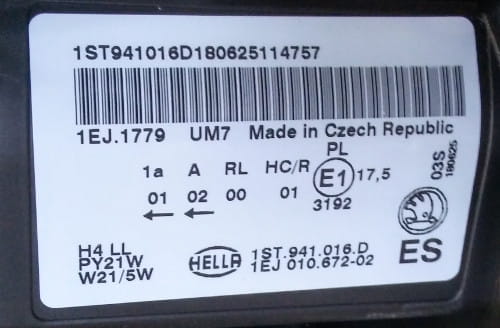 1ST941016D180625114757
1EJ.1779 UM7 Made in Czech Republic
PL
1a A RL HC/R E1 17,5
01 02 00 01
3192
03S
180625
H4 LL
PY21W
W21/5W
HELLA
1ST.941.016.D
1EJ 010.672-02
ES